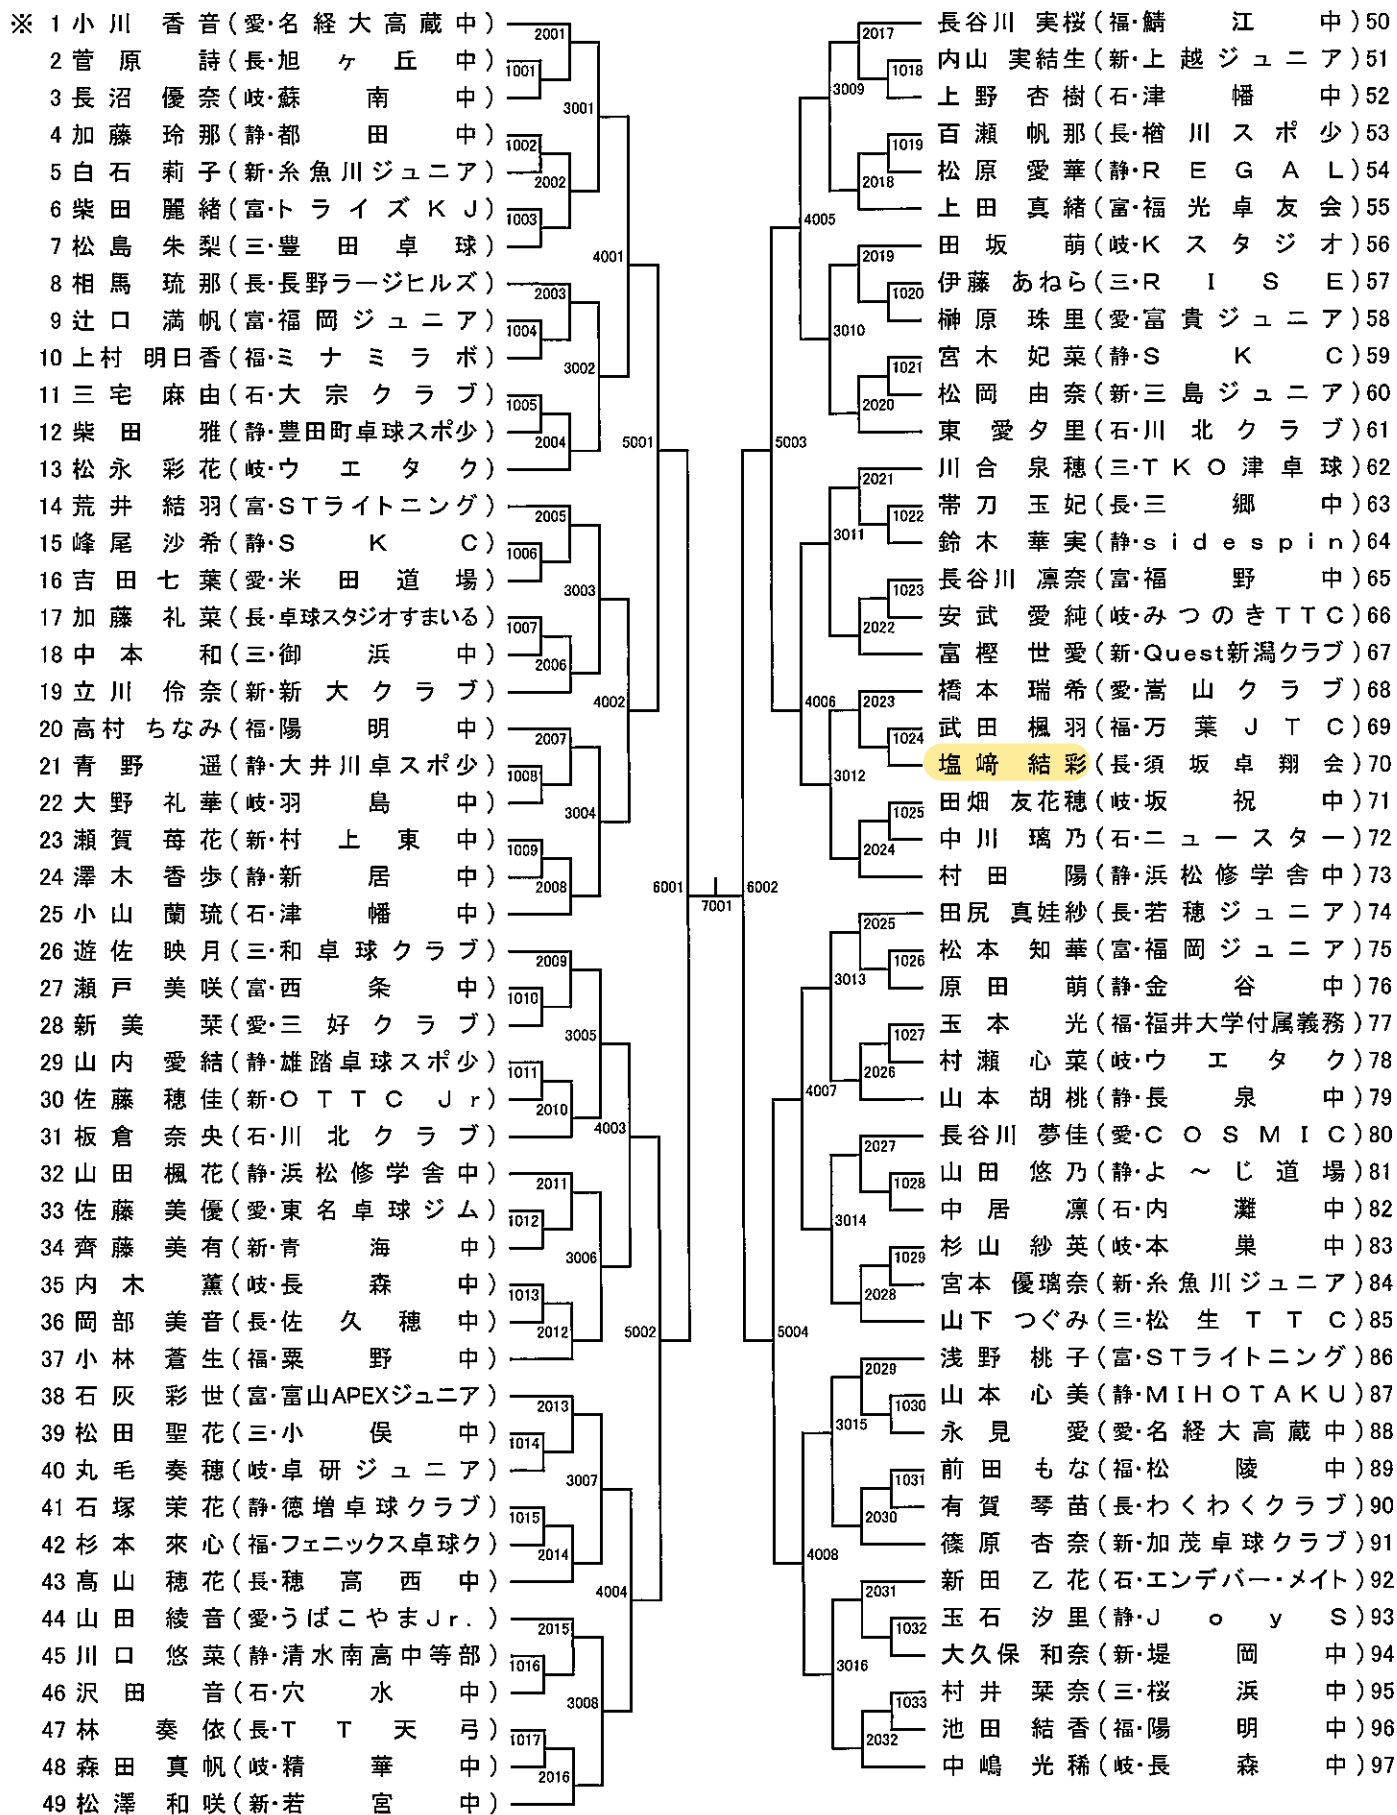 ※ 1 小川 香音 (愛・名経大高蔵中)
2 菅原 詩 (長・旭ヶ丘中)
3 長沼 優奈 (岐・蘇南中)
4 加藤 玲那 (静・都田中)
5 白石 莉子 (新・糸魚川ジュニア)
6 柴田 麗緒 (富・トライズKJ)
7 松島 朱梨 (三・豊田卓球)
8 相馬 琉那 (長・長野ラージヒルズ)
9 辻口 満帆 (富・福岡ジュニア)
10 上村 明日香 (福・ミナミラボ)
11 三宅 麻由 (石・大宗クラブ)
12 柴田 雅 (静・豊田町卓球スポ少)
13 松永 彩花 (岐・ウエタク)
14 荒井 結羽 (富・STライトニング)
15 峰尾 沙希 (静・SKC)
16 吉田 七葉 (愛・米田道場)
17 加藤 礼菜 (長・卓球スタジオすまいる)
18 中本 和 (三・御浜中)
19 立川 伶奈 (新・新大クラブ)
20 高村 ちなみ (福・陽明中)
21 青野 遥 (静・大井川卓スポ少)
22 大野 礼華 (岐・羽島中)
23 瀬賀 苺花 (新・村上東中)
24 澤木 香歩 (静・新居中)
25 小山 蘭琉 (石・津幡中)
26 遊佐 映月 (三・和卓球クラブ)
27 瀬戸 美咲 (富・西条中)
28 新美 栞 (愛・三好クラブ)
29 山内 愛結 (静・雄踏卓球スポ少)
30 佐藤 穂佳 (新・OTTC Jr)
31 板倉 奈央 (石・川北クラブ)
32 山田 楓花 (静・浜松修学舎中)
33 佐藤 美優 (愛・東名卓球ジム)
34 齊藤 美有 (新・青海中)
35 内木 薫 (岐・長森中)
36 岡部 美音 (長・佐久穂中)
37 小林 蒼生 (福・粟野中)
38 石灰 彩世 (富・富山APEXジュニア)
39 松田 聖花 (三・小俣中)
40 丸毛 奏穂 (岐・卓研ジュニア)
41 石塚 茉花 (静・徳増卓球クラブ)
42 杉本 來心 (福・フェニックス卓球ク)
43 髙山 穂花 (長・穂高西中)
44 山田 綾音 (愛・うばこやまJr.)
45 川口 悠菜 (静・清水南高中等部)
46 沢田 音 (石・穴水中)
47 林 奏依 (長・TT天弓)
48 森田 真帆 (岐・精華中)
49 松澤 和咲 (新・若宮中)
2001
1001
3001
1002
2002
1003
4001
2003
1004
3002
1005
2004
5001
2005
1006
3003
1007
2006
4002
2007
1008
3004
1009
2008
6001
2009
1010
3005
1011
2010
4003
2011
1012
3006
1013
2012
5002
2013
1014
3007
1015
2014
4004
2015
1016
3008
1017
2016
7001
2017
1018
3009
1019
2018
4005
2019
1020
3010
1021
2020
5003
2021
1022
3011
1023
2022
4006
2023
1024
3012
1025
2024
6002
2025
1026
3013
1027
2026
4007
2027
1028
3014
1029
2028
5004
2029
1030
3015
1031
2030
4008
2031
1032
3016
1033
2032
長谷川 実桜 (福・鯖江中) 50
内山 実結生 (新・上越ジュニア) 51
上野 杏樹 (石・津幡中) 52
百瀬 帆那 (長・楢川スポ少) 53
松原 愛華 (静・REGAL) 54
上田 真緒 (富・福光卓友会) 55
田坂 萌 (岐・Kスタジオ) 56
伊藤 あねら (三・RISE) 57
榊原 珠里 (愛・富貴ジュニア) 58
宮木 妃菜 (静・SKC) 59
松岡 由奈 (新・三島ジュニア) 60
東 愛夕里 (石・川北クラブ) 61
川合 泉穂 (三・TKO津卓球) 62
帯刀 玉妃 (長・三郷中) 63
鈴木 華実 (静・sidespin) 64
長谷川 凛奈 (富・福野中) 65
安武 愛純 (岐・みつのきTTC) 66
富樫 世愛 (新・Quest新潟クラブ) 67
橋本 瑞希 (愛・嵩山クラブ) 68
武田 楓羽 (福・万葉JTC) 69
塩﨑 結彩 (長・須坂卓翔会) 70
田畑 友花穂 (岐・坂祝中) 71
中川 璃乃 (石・ニュースター) 72
村田 陽 (静・浜松修学舎中) 73
田尻 真娃紗 (長・若穂ジュニア) 74
松本 知華 (富・福岡ジュニア) 75
原田 萌 (静・金谷中) 76
玉本 光 (福・福井大学付属義務) 77
村瀬 心菜 (岐・ウエタク) 78
山本 胡桃 (静・長泉中) 79
長谷川 夢佳 (愛・COSMIC) 80
山田 悠乃 (静・よ～じ道場) 81
中居 凛 (石・内灘中) 82
杉山 紗英 (岐・本巣中) 83
宮本 優璃奈 (新・糸魚川ジュニア) 84
山下 つぐみ (三・松生TTC) 85
浅野 桃子 (富・STライトニング) 86
山本 心美 (静・MIHOTAKU) 87
永見 愛 (愛・名経大高蔵中) 88
前田 もな (福・松陵中) 89
有賀 琴苗 (長・わくわくクラブ) 90
篠原 杏奈 (新・加茂卓球クラブ) 91
新田 乙花 (石・エンデバー・メイト) 92
玉石 汐里 (静・JoyS) 93
大久保 和奈 (新・堤岡中) 94
村井 栞奈 (三・桜浜中) 95
池田 結香 (福・陽明中) 96
中嶋 光稀 (岐・長森中) 97